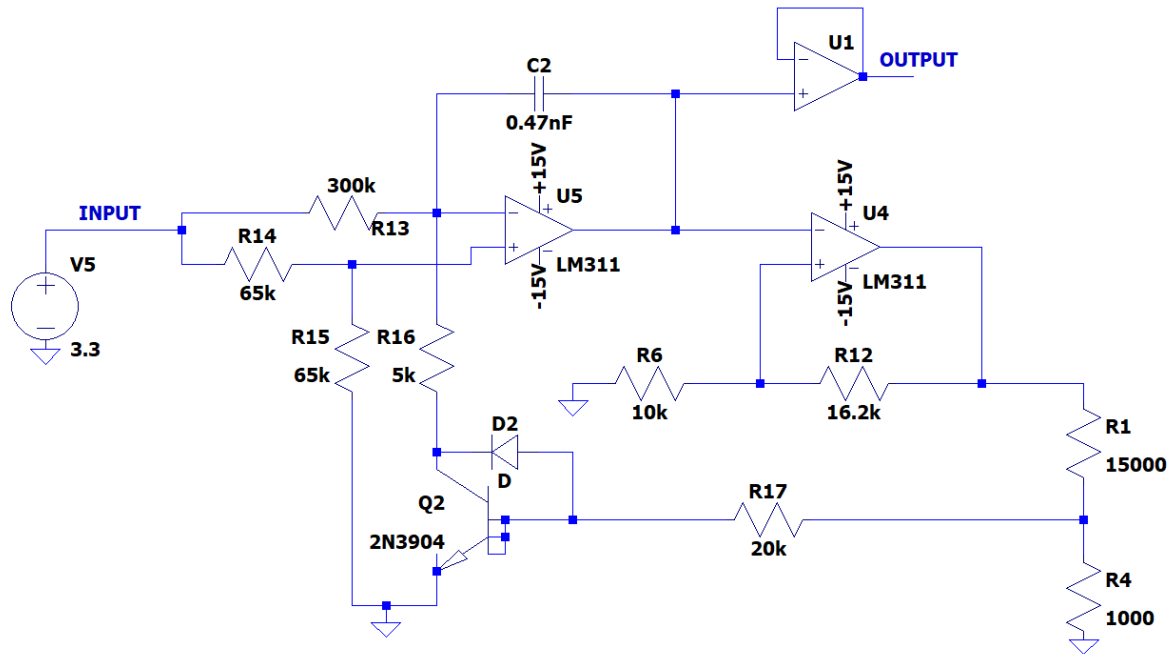 U1
OUTPUT
C2
0.47nF
+15V
U5
-15V
LM311
+15V
U4
-15V
LM311
300k
R13
INPUT
R14
65k
V5
3.3
R15
65k
R16
5k
R6
10k
R12
16.2k
R1
15000
D2
D
Q2
2N3904
R17
20k
R4
1000